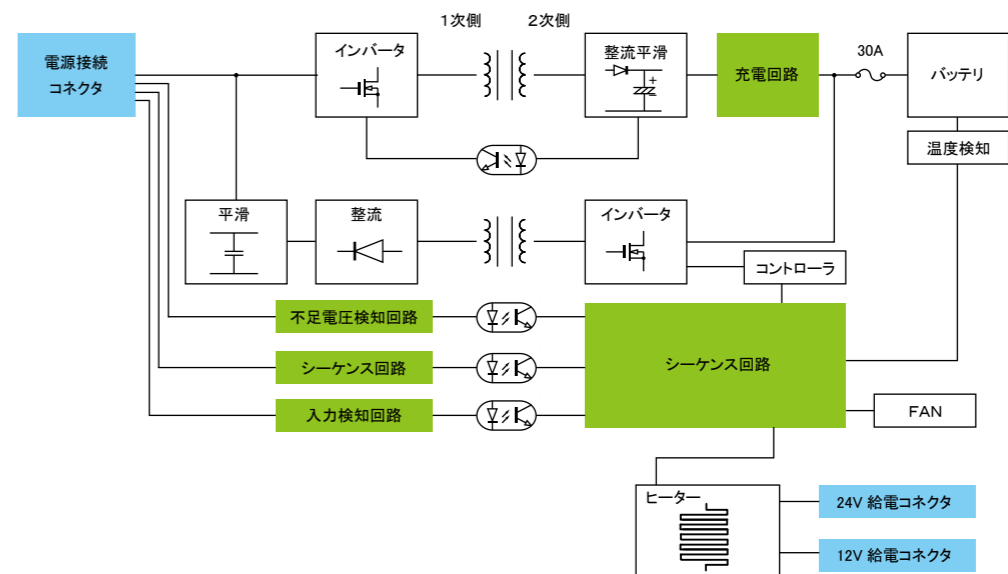 1次側
2次側
電源接続
コネクタ
インバータ
整流平滑
充電回路
30A
バッテリ
温度検知
平滑
整流
インバータ
コントローラ
不足電圧検知回路
シーケンス回路
シーケンス回路
入力検知回路
FAN
ヒーター
24V 給電コネクタ
12V 給電コネクタ